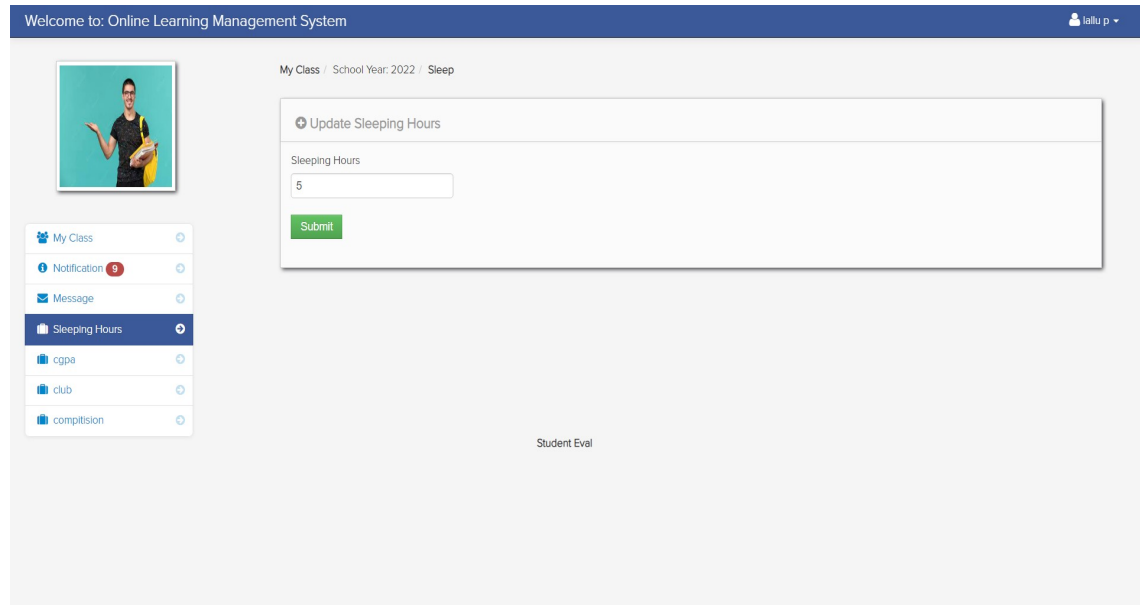 Welcome to: Online Learning Management System
lallu p
My Class / School Year: 2022 / Sleep
Update Sleeping Hours
Sleeping Hours
5
Submit
My Class
Notification 9
Message
Sleeping Hours
cgpa
club
compitision
Student Eval